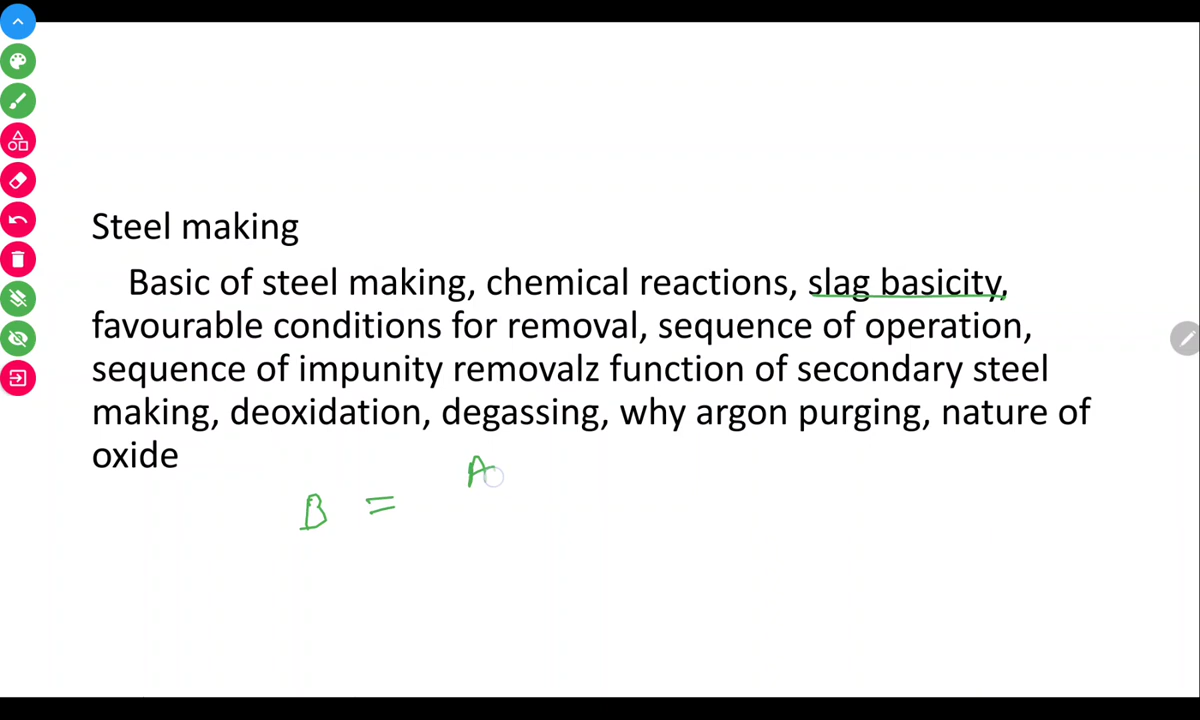 Steel making
Basic of steel making, chemical reactions, slag basicity,
favourable conditions for removal, sequence of operation,
sequence of impunity removalz function of secondary steel
making, deoxidation, degassing, why argon purging, nature of
oxide
A
B =